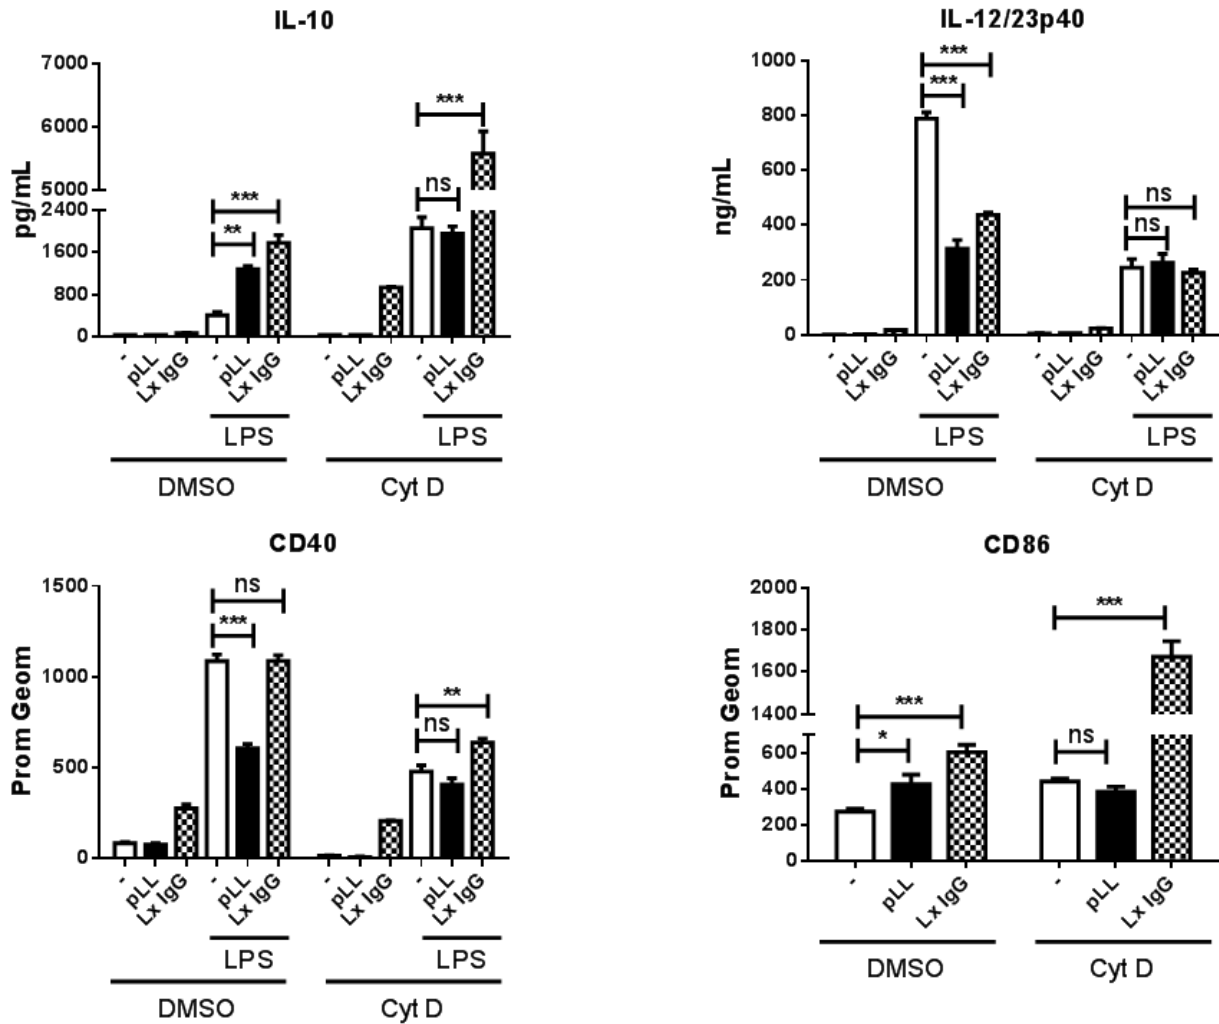 IL-10
7000
6000
5000
2400
1600
800
0
pg/mL
***
**
***
ns
-
pLL
Lx IgG
-
pLL
Lx IgG
-
pLL
Lx IgG
-
pLL
Lx IgG
LPS
LPS
DMSO
Cyt D
IL-12/23p40
1000
800
600
400
200
0
ng/mL
***
***
ns
ns
-
pLL
Lx IgG
-
pLL
Lx IgG
-
pLL
Lx IgG
-
pLL
Lx IgG
LPS
LPS
DMSO
Cyt D
CD40
1500
1000
500
0
Prom Geom
ns
***
**
ns
-
pLL
Lx IgG
-
pLL
Lx IgG
-
pLL
Lx IgG
-
pLL
Lx IgG
LPS
LPS
DMSO
Cyt D
CD86
2000
1800
1600
1400
600
400
200
0
Prom Geom
***
***
*
ns
-
pLL
Lx IgG
-
pLL
Lx IgG
DMSO
Cyt D